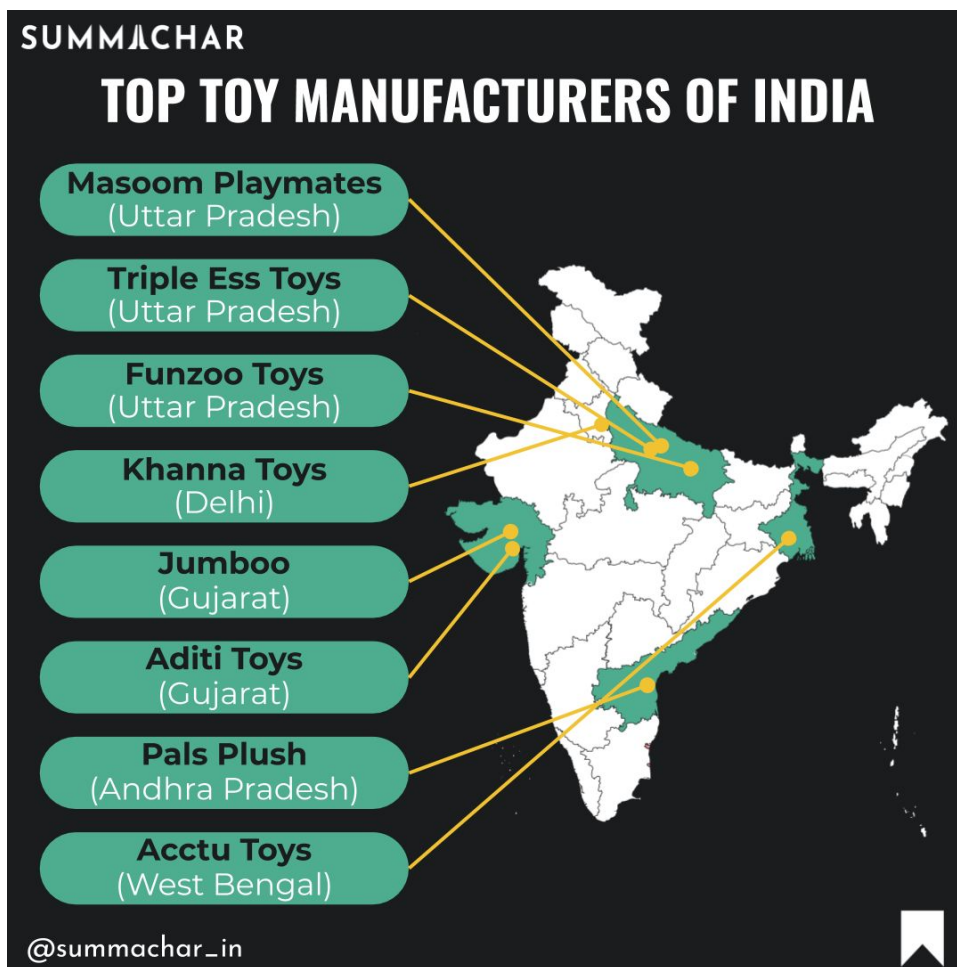 SUMMACHAR
TOP TOY MANUFACTURERS OF INDIA
Masoom Playmates
(Uttar Pradesh)
Triple Ess Toys
(Uttar Pradesh)
Funzoo Toys
(Uttar Pradesh)
Khanna Toys
(Delhi)
Jumboo
(Gujarat)
Aditi Toys
(Gujarat)
Pals Plush
(Andhra Pradesh)
Acctu Toys
(West Bengal)
@summachar_in